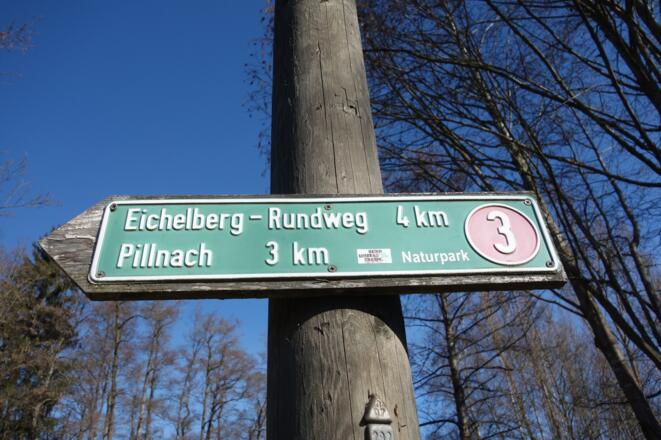 Eichelberg - Rundweg 4 km
Pillnach 3 km Naturpark
3